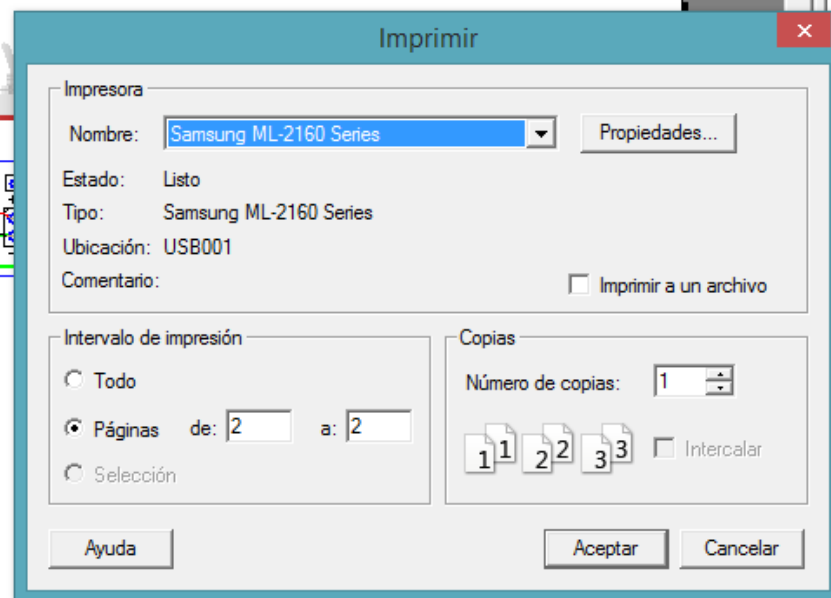 Imprimir
Impresora
Nombre: Samsung ML-2160 Series Propiedades...
Estado: Listo
Tipo: Samsung ML-2160 Series
Ubicación: USB001
Comentario: Imprimir a un archivo
Intervalo de impresión
Todo
Páginas de: 2 a: 2
Selección
Copias
Número de copias: 1
1 1 2 2 3 3 Intercalar
Ayuda Aceptar Cancelar